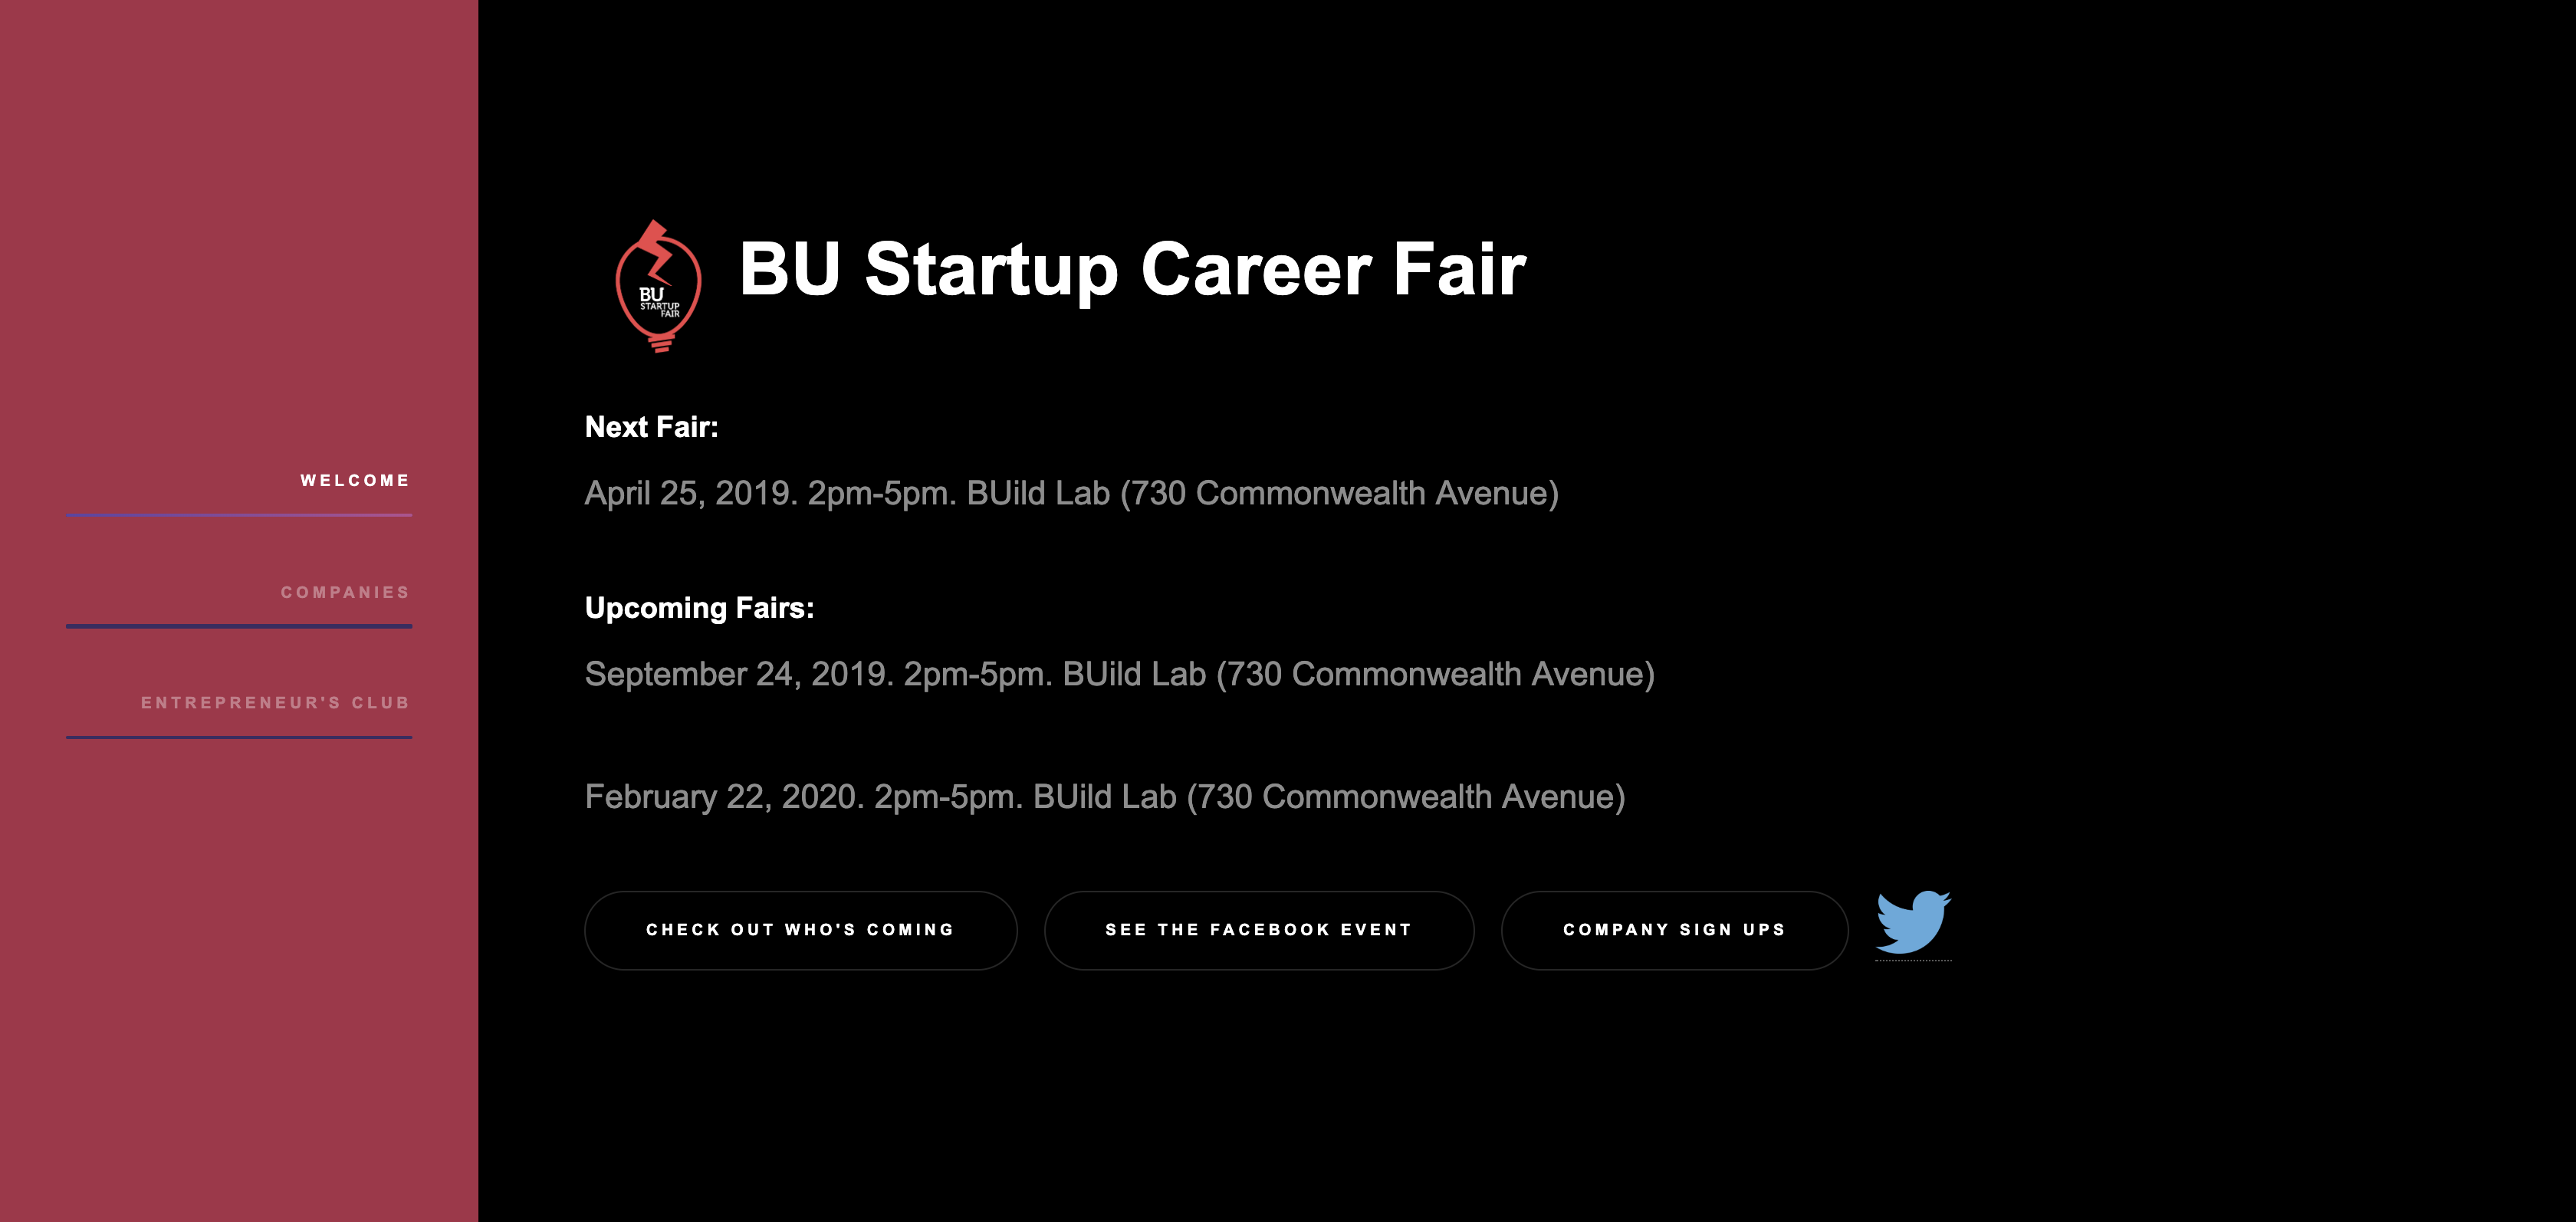 WELCOME
COMPANIES
ENTREPRENEUR'S CLUB
BU
STARTUP
FAIR
BU Startup Career Fair
Next Fair:
April 25, 2019. 2pm-5pm. BUild Lab (730 Commonwealth Avenue)
Upcoming Fairs:
September 24, 2019. 2pm-5pm. BUild Lab (730 Commonwealth Avenue)
February 22, 2020. 2pm-5pm. BUild Lab (730 Commonwealth Avenue)
CHECK OUT WHO'S COMING
SEE THE FACEBOOK EVENT
COMPANY SIGN UPS